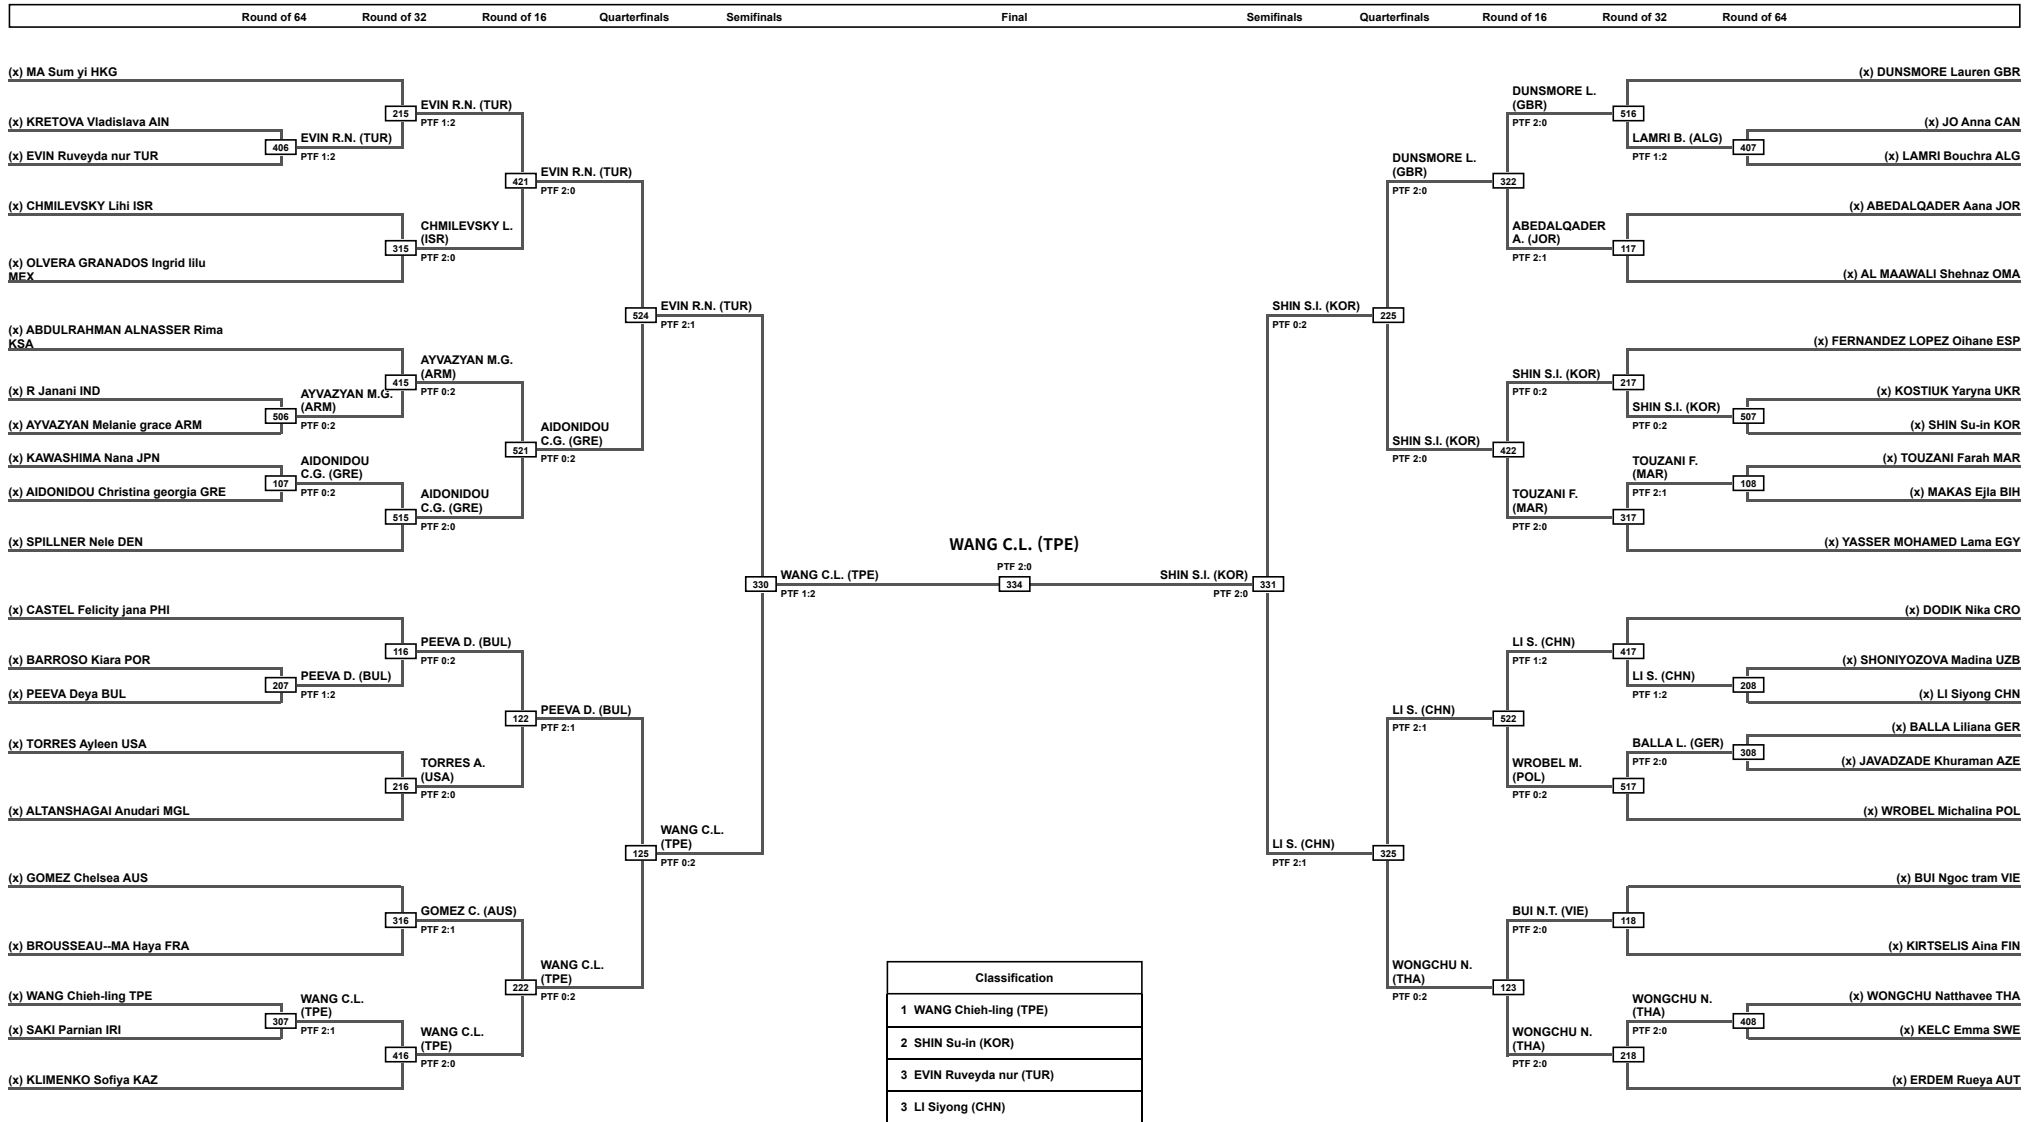 Round of 64 Round of 32 Round of 16 Quarterfinals Semifinals Final Semifinals Quarterfinals Round of 16 Round of 32 Round of 64
(x) MA Sum yi HKG
(x) KRETOVA Vladislava AIN
(x) EVIN Ruveyda nur TUR
(x) CHMILEVSKY Lihi ISR
(x) OLVERA GRANADOS Ingrid lilu
MEX
(x) ABDULRAHMAN ALNASSER Rima
KSA
(x) R Janani IND
(x) AYVAZYAN Melanie grace ARM
(x) KAWASHIMA Nana JPN
(x) AIDONIDOU Christina georgia GRE
(x) SPILLNER Nele DEN
(x) CASTEL Felicity jana PHI
(x) BARROSO Kiara POR
(x) PEEVA Deya BUL
(x) TORRES Ayleen USA
(x) ALTANSHAGAI Anudari MGL
(x) GOMEZ Chelsea AUS
(x) BROUSSEAU--MA Haya FRA
(x) WANG Chieh-ling TPE
(x) SAKI Parnian IRI
(x) KLIMENKO Sofiya KAZ
406
EVIN R.N. (TUR)
PTF 1:2
506
AYVAZYAN M.G.
(ARM)
PTF 0:2
107
AIDONIDOU
C.G. (GRE)
PTF 0:2
207
PEEVA D. (BUL)
PTF 1:2
307
WANG C.L.
(TPE)
PTF 2:1
215
EVIN R.N. (TUR)
PTF 1:2
315
CHMILEVSKY L.
(ISR)
PTF 2:0
415
AYVAZYAN M.G.
(ARM)
PTF 0:2
515
AIDONIDOU
C.G. (GRE)
PTF 2:0
116
PEEVA D. (BUL)
PTF 0:2
216
TORRES A.
(USA)
PTF 2:0
316
GOMEZ C. (AUS)
PTF 2:1
416
WANG C.L.
(TPE)
PTF 2:0
421
EVIN R.N. (TUR)
PTF 2:0
521
AIDONIDOU
C.G. (GRE)
PTF 0:2
122
PEEVA D. (BUL)
PTF 2:1
222
WANG C.L.
(TPE)
PTF 0:2
524
EVIN R.N. (TUR)
PTF 2:1
125
WANG C.L.
(TPE)
PTF 0:2
330
WANG C.L. (TPE)
PTF 1:2
WANG C.L. (TPE)
PTF 2:0
334
SHIN S.I. (KOR)
331
PTF 2:0
SHIN S.I. (KOR)
225
PTF 0:2
LI S. (CHN)
325
PTF 2:1
DUNSMORE L.
(GBR)
322
PTF 2:0
SHIN S.I. (KOR)
422
PTF 2:0
LI S. (CHN)
522
PTF 2:1
WONGCHU N.
(THA)
123
PTF 0:2
DUNSMORE L.
(GBR)
516
PTF 2:0
ABEDALQADER
A. (JOR)
117
PTF 2:1
SHIN S.I. (KOR)
217
PTF 0:2
TOUZANI F.
(MAR)
317
PTF 2:0
LI S. (CHN)
417
PTF 1:2
WROBEL M.
(POL)
517
PTF 0:2
BUI N.T. (VIE)
118
PTF 2:0
WONGCHU N.
(THA)
218
PTF 2:0
LAMRI B. (ALG)
407
PTF 1:2
SHIN S.I. (KOR)
507
PTF 0:2
TOUZANI F.
(MAR)
108
PTF 2:1
LI S. (CHN)
208
PTF 1:2
BALLA L. (GER)
308
PTF 2:0
WONGCHU N.
(THA)
408
PTF 2:0
(x) DUNSMORE Lauren GBR
(x) JO Anna CAN
(x) LAMRI Bouchra ALG
(x) ABEDALQADER Aana JOR
(x) AL MAAWALI Shehnaz OMA
(x) FERNANDEZ LOPEZ Oihane ESP
(x) KOSTIUK Yaryna UKR
(x) SHIN Su-in KOR
(x) TOUZANI Farah MAR
(x) MAKAS Ejla BIH
(x) YASSER MOHAMED Lama EGY
(x) DODIK Nika CRO
(x) SHONIYOZOVA Madina UZB
(x) LI Siyong CHN
(x) BALLA Liliana GER
(x) JAVADZADE Khuraman AZE
(x) WROBEL Michalina POL
(x) BUI Ngoc tram VIE
(x) KIRTSELIS Aina FIN
(x) WONGCHU Natthavee THA
(x) KELC Emma SWE
(x) ERDEM Rueya AUT
Classification
1 WANG Chieh-ling (TPE)
2 SHIN Su-in (KOR)
3 EVIN Ruveyda nur (TUR)
3 LI Siyong (CHN)